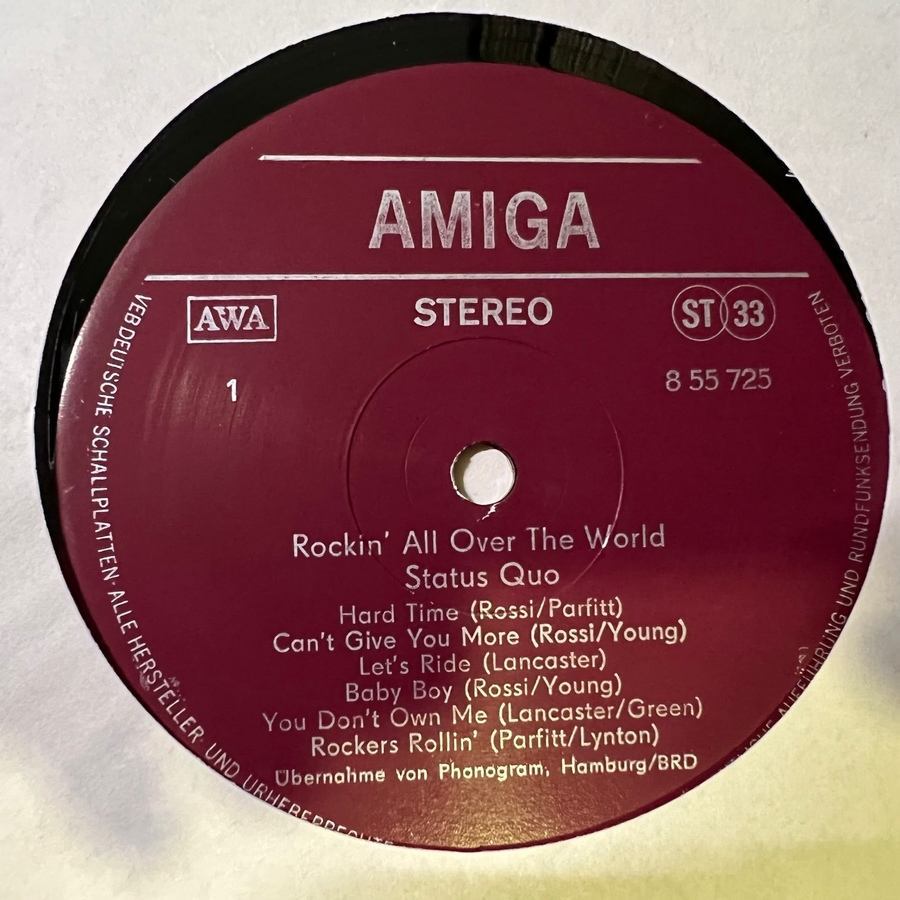 AMIGA
AWA
STEREO
ST 33
1
8 55 725
Rockin' All Over The World
Status Quo
Hard Time (Rossi/Parfitt)
Can't Give You More (Rossi/Young)
Let's Ride (Lancaster)
Baby Boy (Rossi/Young)
You Don't Own Me (Lancaster/Green)
Rockers Rollin' (Parfitt/Lynton)
Übernahme von Phonogram, Hamburg/BRD
VEB DEUTSCHE SCHALLPLATTEN · ALLE HERSTELLER- UND URHEBERRECHTE
AUFFÜHRUNG UND RUNDFUNKSENDUNG VERBOTEN